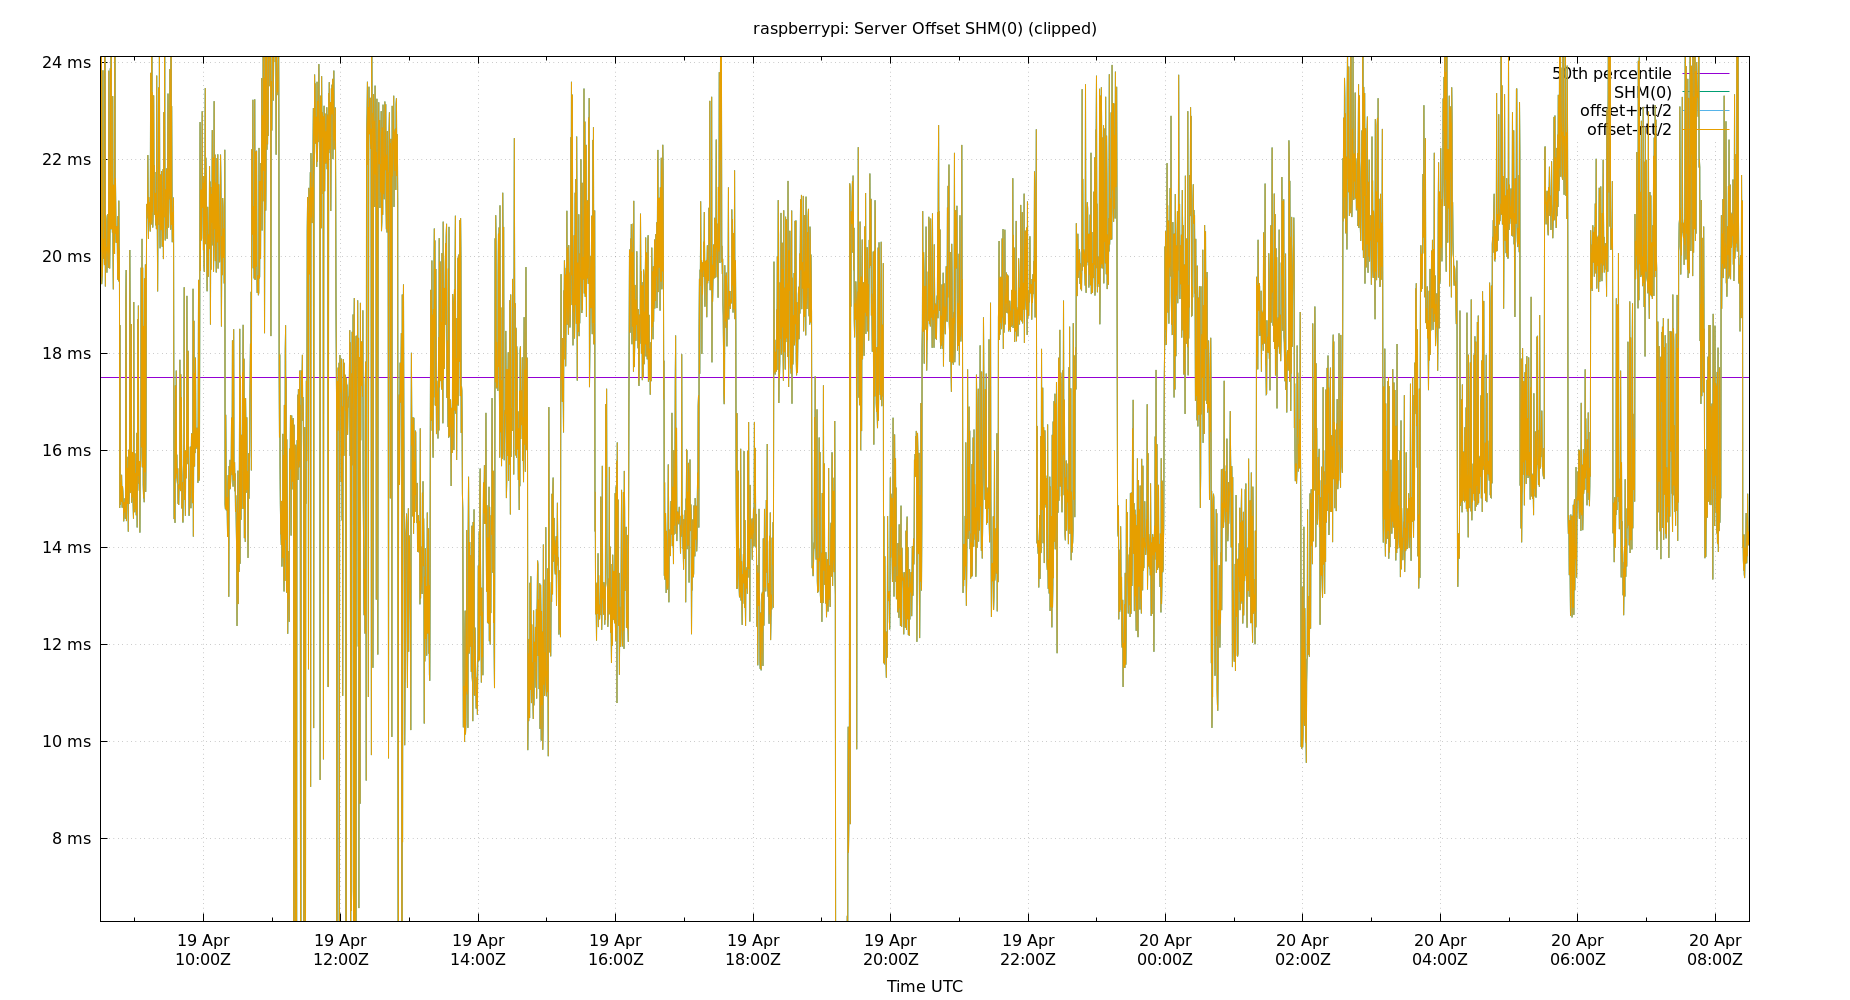 raspberrypi: Server Offset SHM(0) (clipped)
24 ms
22 ms
20 ms
18 ms
16 ms
14 ms
12 ms
10 ms
8 ms
50th percentile
SHM(0)
offset+rtt/2
offset-rtt/2
19 Apr 19 Apr 19 Apr 19 Apr 19 Apr 19 Apr 19 Apr 20 Apr 20 Apr 20 Apr 20 Apr 20 Apr
10:00Z 12:00Z 14:00Z 16:00Z 18:00Z 20:00Z 22:00Z 00:00Z 02:00Z 04:00Z 06:00Z 08:00Z
Time UTC